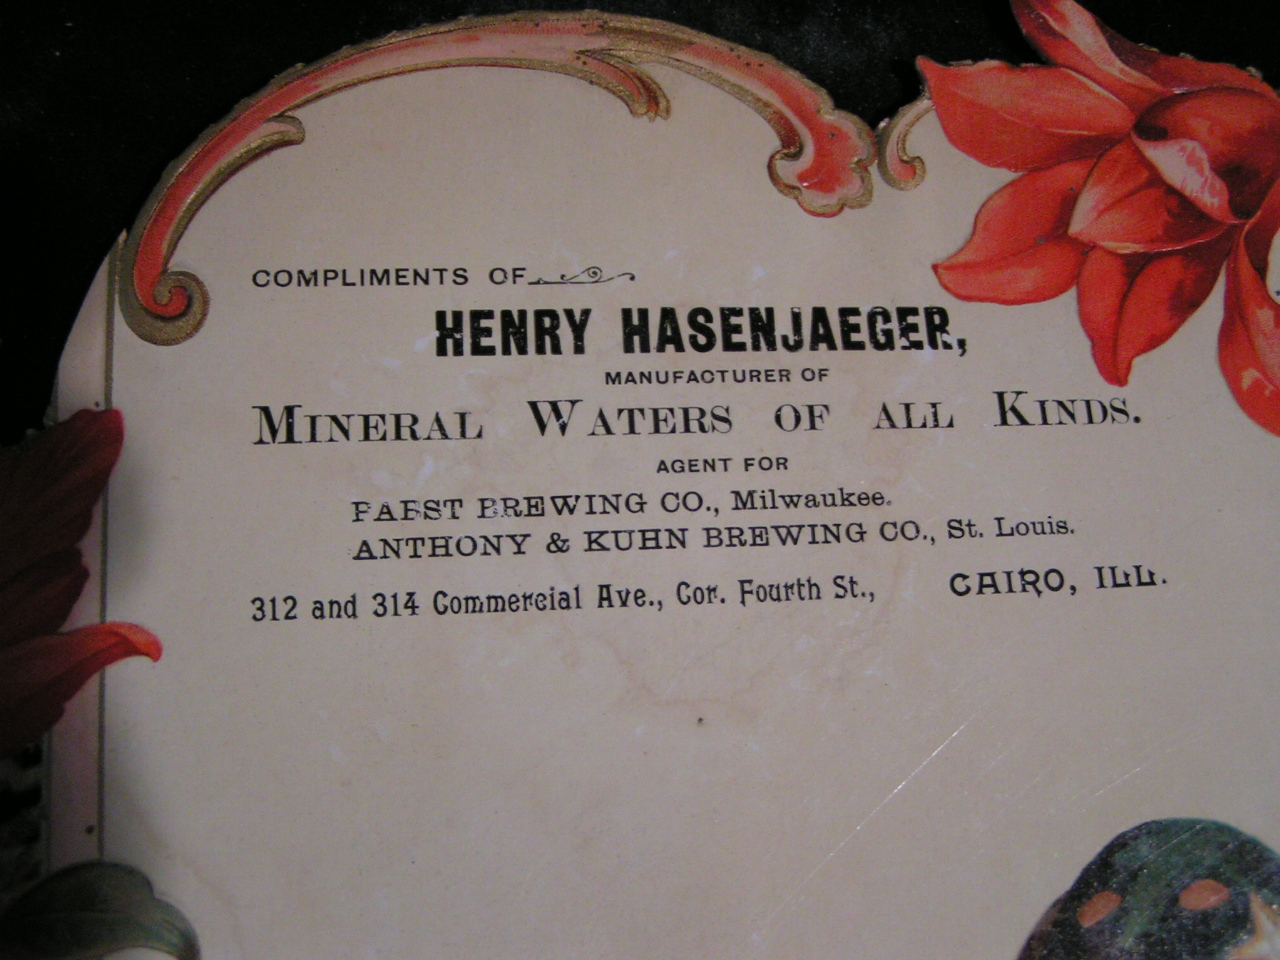 COMPLIMENTS OF
HENRY HASENJAEGER,
MANUFACTURER OF
MINERAL WATERS OF ALL KINDS.
AGENT FOR
PABST BREWING CO., Milwaukee.
ANTHONY & KUHN BREWING CO., St. Louis.
312 and 314 Commercial Ave., Cor. Fourth St., CAIRO, ILL.